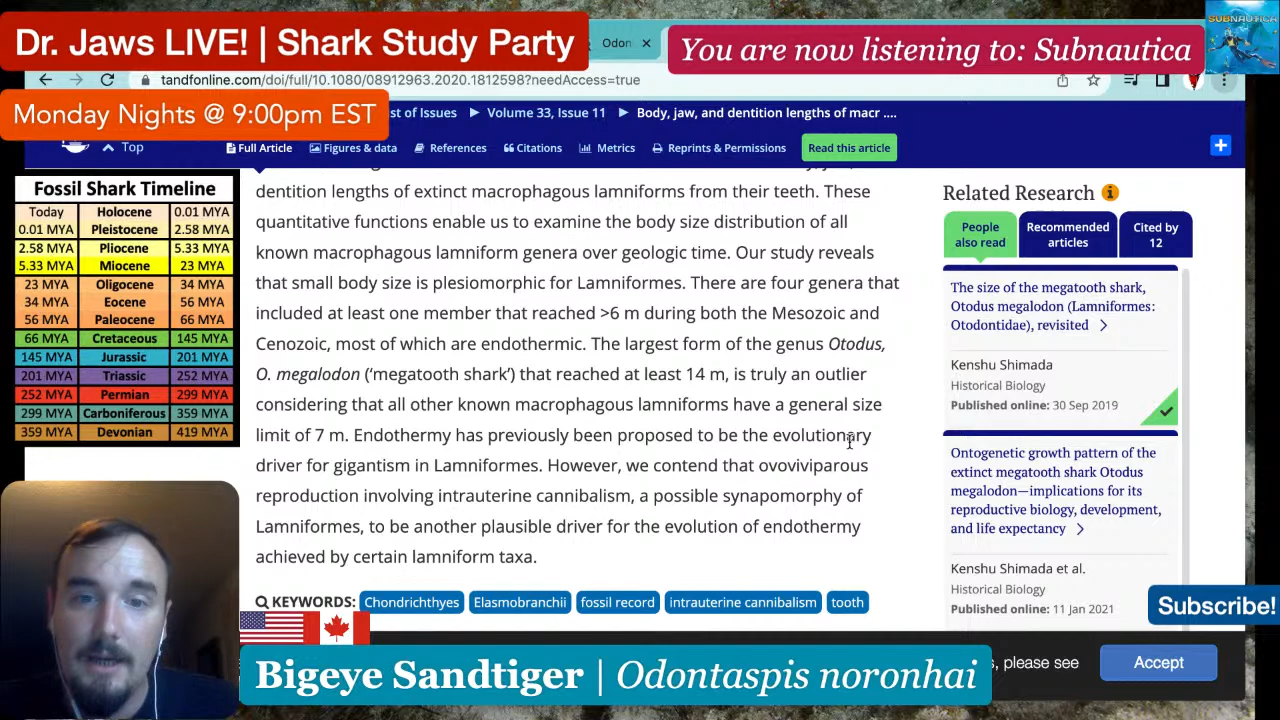 Dr. Jaws LIVE! | Shark Study Party
Odon
You are now listening to: Subnautica
SUBNAUTICA
tandfonline.com/doi/full/10.1080/08912963.2020.1812598?needAccess=true
Monday Nights @ 9:00pm EST
st of Issues Volume 33, Issue 11 Body, jaw, and dentition lengths of macr ....
Top Full Article Figures & data References Citations Metrics Reprints & Permissions Read this article
Fossil Shark Timeline
Today Holocene 0.01 MYA
0.01 MYA Pleistocene 2.58 MYA
2.58 MYA Pliocene 5.33 MYA
5.33 MYA Miocene 23 MYA
23 MYA Oligocene 34 MYA
34 MYA Eocene 56 MYA
56 MYA Paleocene 66 MYA
66 MYA Cretaceous 145 MYA
145 MYA Jurassic 201 MYA
201 MYA Triassic 252 MYA
252 MYA Permian 299 MYA
299 MYA Carboniferous 359 MYA
359 MYA Devonian 419 MYA
dentition lengths of extinct macrophagous lamniforms from their teeth. These
quantitative functions enable us to examine the body size distribution of all
known macrophagous lamniform genera over geologic time. Our study reveals
that small body size is plesiomorphic for Lamniformes. There are four genera that
included at least one member that reached >6 m during both the Mesozoic and
Cenozoic, most of which are endothermic. The largest form of the genus Otodus,
O. megalodon (‘megatooth shark’) that reached at least 14 m, is truly an outlier
considering that all other known macrophagous lamniforms have a general size
limit of 7 m. Endothermy has previously been proposed to be the evolutionary
driver for gigantism in Lamniformes. However, we contend that ovoviviparous
reproduction involving intrauterine cannibalism, a possible synapomorphy of
Lamniformes, to be another plausible driver for the evolution of endothermy
achieved by certain lamniform taxa.
KEYWORDS: Chondrichthyes Elasmobranchii fossil record intrauterine cannibalism tooth
Related Research
People also read
Recommended articles
Cited by 12
The size of the megatooth shark,
Otodus megalodon (Lamniformes:
Otodontidae), revisited
Kenshu Shimada
Historical Biology
Published online: 30 Sep 2019
Ontogenetic growth pattern of the
extinct megatooth shark Otodus
megalodon—implications for its
reproductive biology, development,
and life expectancy
Kenshu Shimada et al.
Historical Biology
Published online: 11 Jan 2021
Subscribe!
s, please see
Accept
Bigeye Sandtiger | Odontaspis noronhai